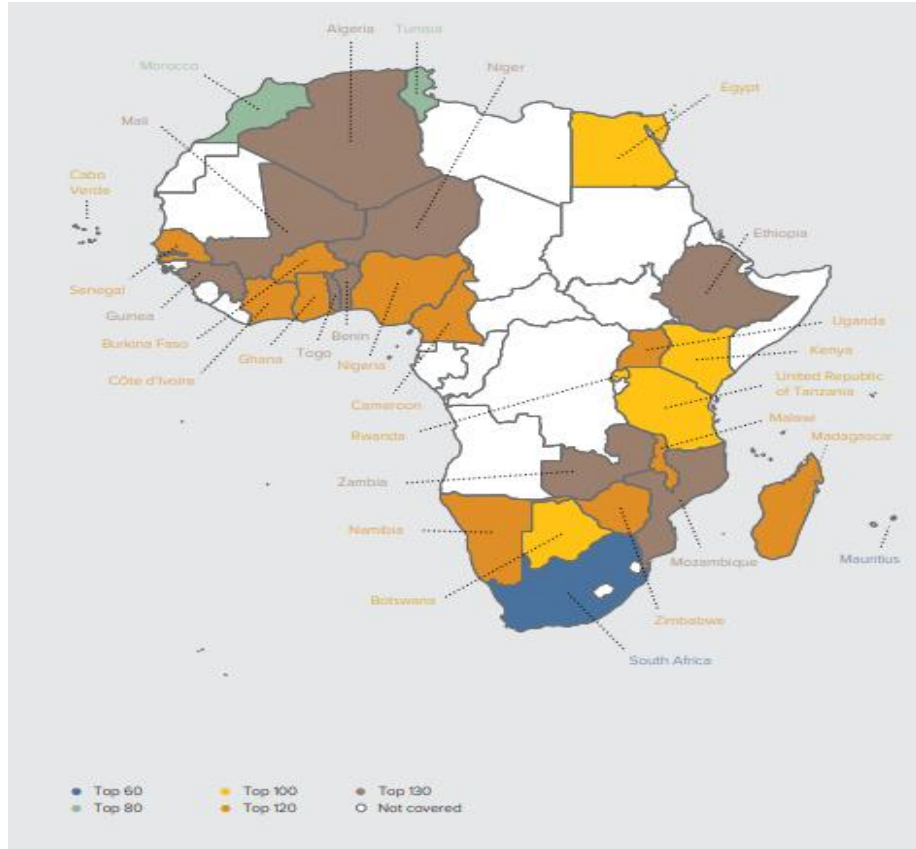 Algeria
Tunisia
Morocco
Niger
Egypt
Mali
Cabo
Verde
Ethiopia
Senegal
Guinea
Uganda
Burkina Faso
Togo
Benin
Kenya
Ghana
Nigeria
Côte d'Ivoire
United Republic
of Tanzania
Cameroon
Malawi
Rwanda
Madagascar
Zambia
Namibia
Mozambique
Mauritius
Botswana
Zimbabwe
South Africa
Top 60
Top 100
Top 130
Top 80
Top 120
Not covered